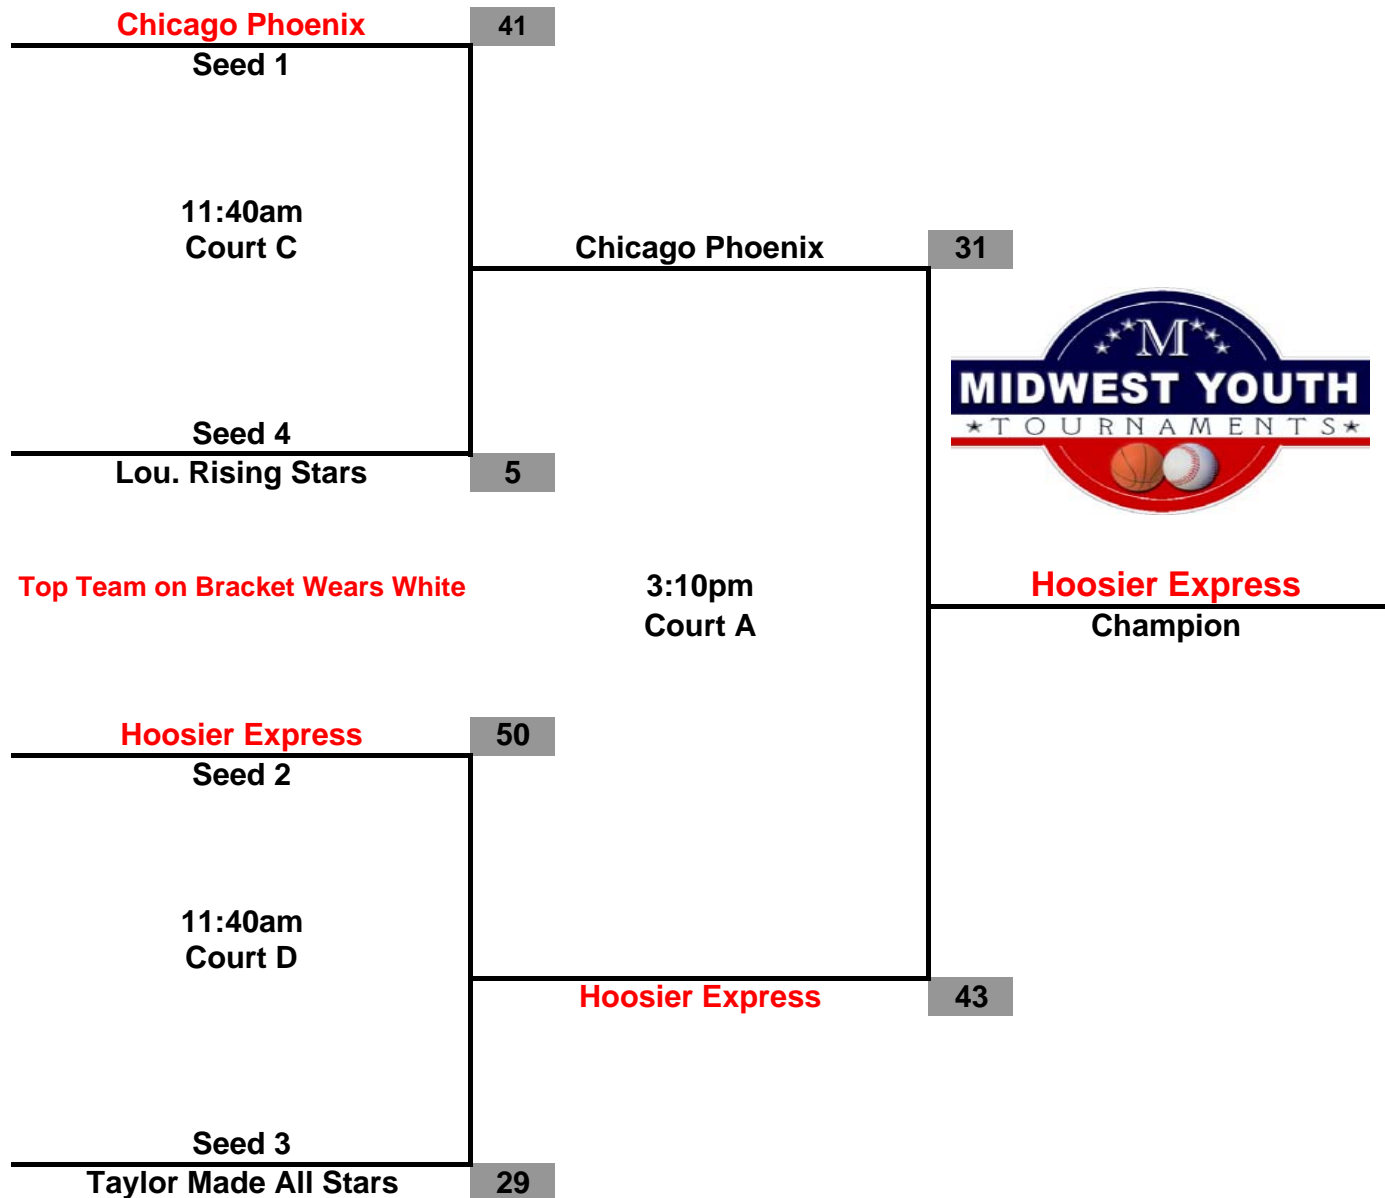 Chicago Phoenix 41
Seed 1
11:40am
Court C
Chicago Phoenix 31
M
MIDWEST YOUTH
★TOURNAMENTS★
Seed 4
Lou. Rising Stars 5
Top Team on Bracket Wears White
3:10pm
Court A
Hoosier Express
Champion
Hoosier Express 50
Seed 2
11:40am
Court D
Hoosier Express 43
Seed 3
Taylor Made All Stars 29